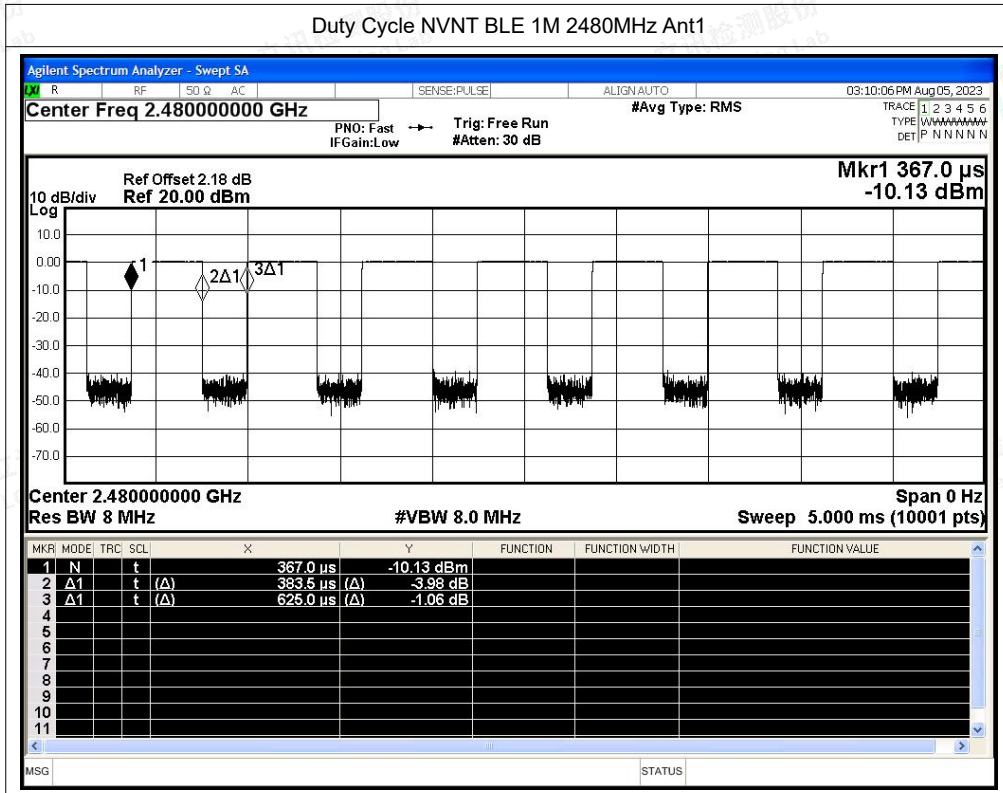 Duty Cycle NVNT BLE 1M 2480MHz Ant1
Agilent Spectrum Analyzer - Swept SA
LXI R RF 50 Ω AC SENSE:PULSE ALIGN AUTO 03:10:06 PM Aug 05, 2023
Center Freq 2.480000000 GHz #Avg Type: RMS TRACE 1 2 3 4 5 6
PNO: Fast Trig: Free Run TYPE WWWWWW
IFGain:Low #Atten: 30 dB DET P N N N N N
Mkr1 367.0 µs
Ref Offset 2.18 dB
10 dB/div Ref 20.00 dBm -10.13 dBm
Log
10.0
0.00
1 2Δ1 3Δ1
-10.0
-20.0
-30.0
-40.0
-50.0
-60.0
-70.0
Center 2.480000000 GHz Span 0 Hz
Res BW 8 MHz #VBW 8.0 MHz Sweep 5.000 ms (10001 pts)
MKR MODE TRC SCL X Y FUNCTION FUNCTION WIDTH FUNCTION VALUE
1 N t 367.0 µs -10.13 dBm
2 Δ1 t (Δ) 383.5 µs (Δ) -3.98 dB
3 Δ1 t (Δ) 625.0 µs (Δ) -1.06 dB
4
5
6
7
8
9
10
11
MSG STATUS